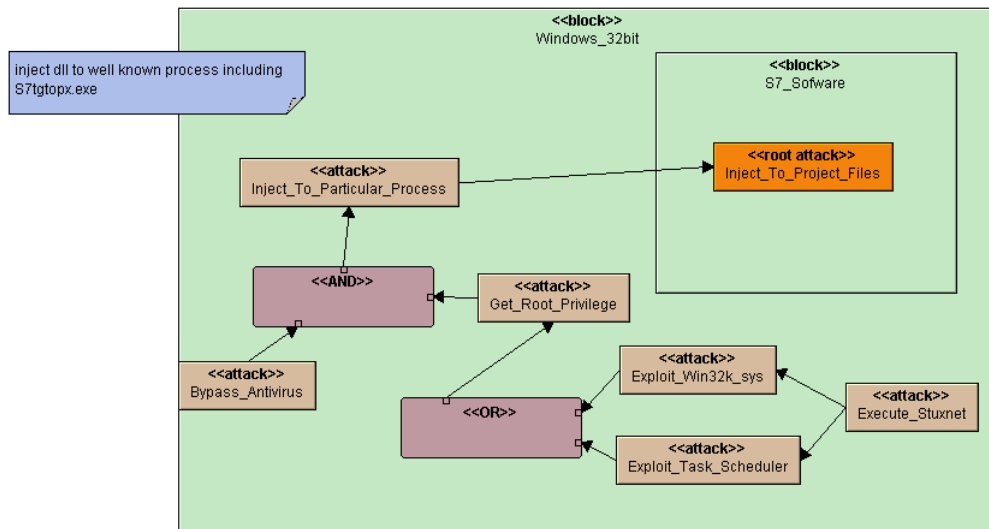 <<block>>
Windows_32bit
inject dll to well known process including
S7tgtopx.exe
<<block>>
S7_Sofware
<<attack>>
Inject_To_Particular_Process
<<root attack>>
Inject_To_Project_Files
<<AND>>
<<attack>>
Get_Root_Privilege
<<attack>>
Bypass_Antivirus
<<attack>>
Exploit_Win32k_sys
<<attack>>
Execute_Stuxnet
<<OR>>
<<attack>>
Exploit_Task_Scheduler